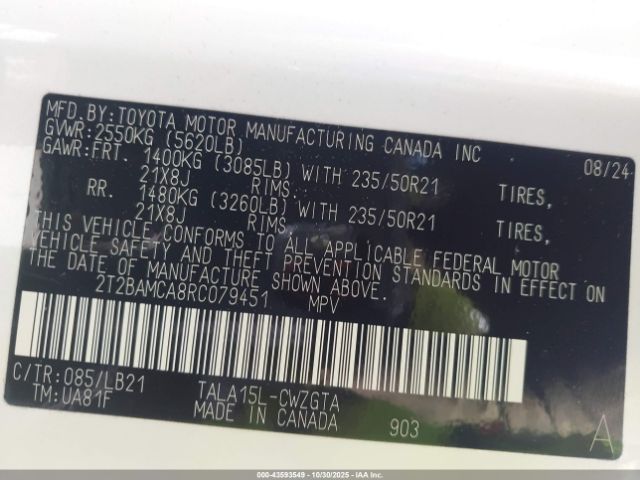 MFD.BY:TOYOTA MOTOR MANUFACTURING CANADA INC 08/24
GVWR:2550KG (5620LB)
GAWR:FRT. 1400KG (3085LB) WITH 235/50R21 TIRES,
21X8J RIMS
RR. 1480KG (3260LB) WITH 235/50R21 TIRES,
21X8J RIMS
THIS VEHICLE CONFORMS TO ALL APPLICABLE FEDERAL MOTOR
VEHICLE SAFETY AND THEFT PREVENTION STANDARDS IN EFFECT ON
THE DATE OF MANUFACTURE SHOWN ABOVE.
2T2BAMCA8RC079451 MPV
C/TR:085/LB21 TALA15L-CWZGTA
TM:UA81F MADE IN CANADA 903 A
000-43593549 | 10/30/2025 - IAA Inc.